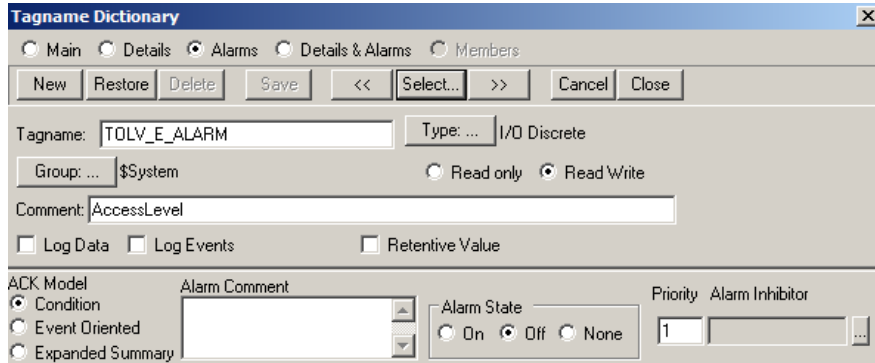 Tagname Dictionary
Main Details Alarms Details & Alarms Members
New Restore Delete Save << Select... >> Cancel Close
Tagname: TOLV_E_ALARM Type: ... I/O Discrete
Group: ... $System Read only Read Write
Comment: AccessLevel
Log Data Log Events Retentive Value
ACK Model Alarm Comment Priority Alarm Inhibitor
Condition Alarm State
Event Oriented On Off None 1 ...
Expanded Summary